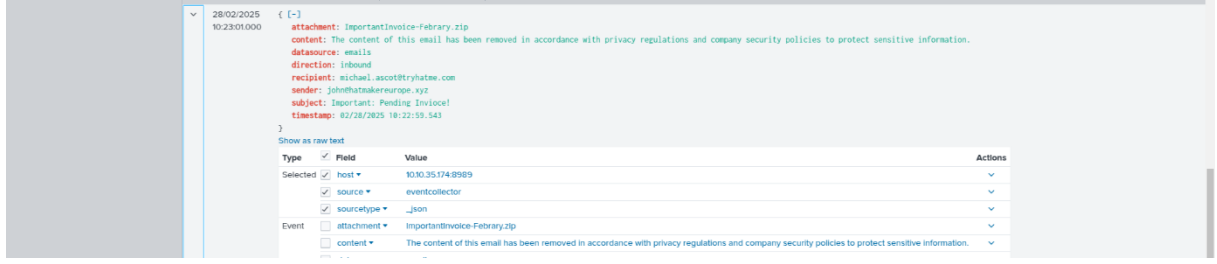 28/02/2025
10:23:01.000
{ [-]
attachment: ImportantInvoice-Febrary.zip
content: The content of this email has been removed in accordance with privacy regulations and company security policies to protect sensitive information.
datasource: emails
direction: inbound
recipient: michael.ascot@tryhatme.com
sender: john@hatmakereurope.xyz
subject: Important: Pending Invioce!
timestamp: 02/28/2025 10:22:59.543
}
Show as raw text
Type Field Value Actions
Selected host 10.10.35.174:8989
source eventcollector
sourcetype _json
Event attachment ImportantInvoice-Febrary.zip
content The content of this email has been removed in accordance with privacy regulations and company security policies to protect sensitive information.